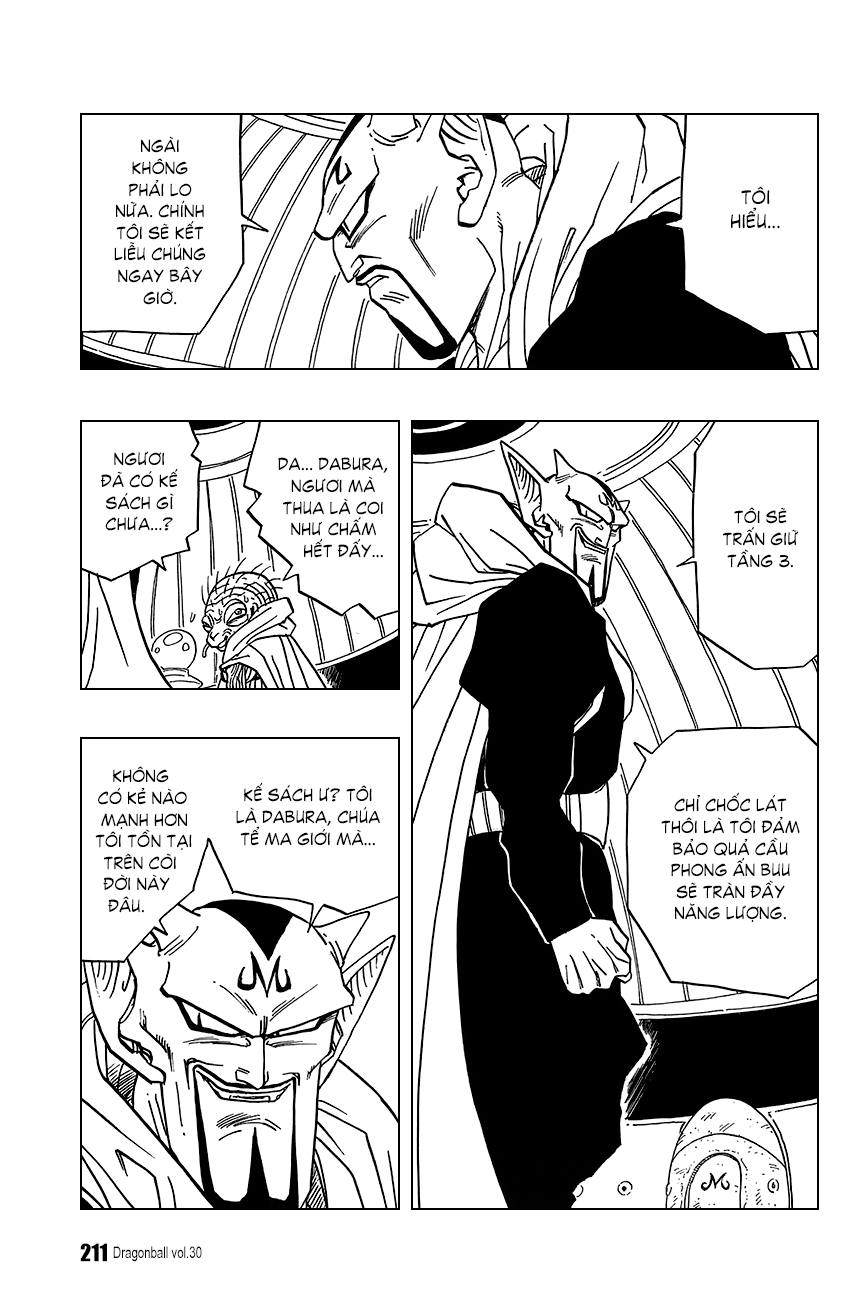 TÔI
HIỂU...
NGÀI
KHÔNG
PHẢI LO
NỮA. CHÍNH
TÔI SẼ KẾT
LIỄU CHÚNG
NGAY BÂY
GIỜ.
TÔI SẼ
TRẤN GIỮ
TẦNG 3.
CHỈ CHỐC LÁT
THÔI LÀ TÔI ĐẢM
BẢO QUẢ CẦU
PHONG ẤN BUU
SẼ TRÀN ĐẦY
NĂNG LƯỢNG.
DA... DABURA,
NGƯƠI MÀ
THUA LÀ COI
NHƯ CHẤM
HẾT ĐẤY...
NGƯƠI
ĐÃ CÓ KẾ
SÁCH GÌ
CHƯA...?
KẾ SÁCH Ư? TÔI
LÀ DABURA, CHÚA
TỂ MA GIỚI MÀ...
KHÔNG
CÓ KẺ NÀO
MẠNH HƠN
TÔI TỒN TẠI
TRÊN CÕI
ĐỜI NÀY
ĐÂU.
M
M
211 Dragonball vol.30